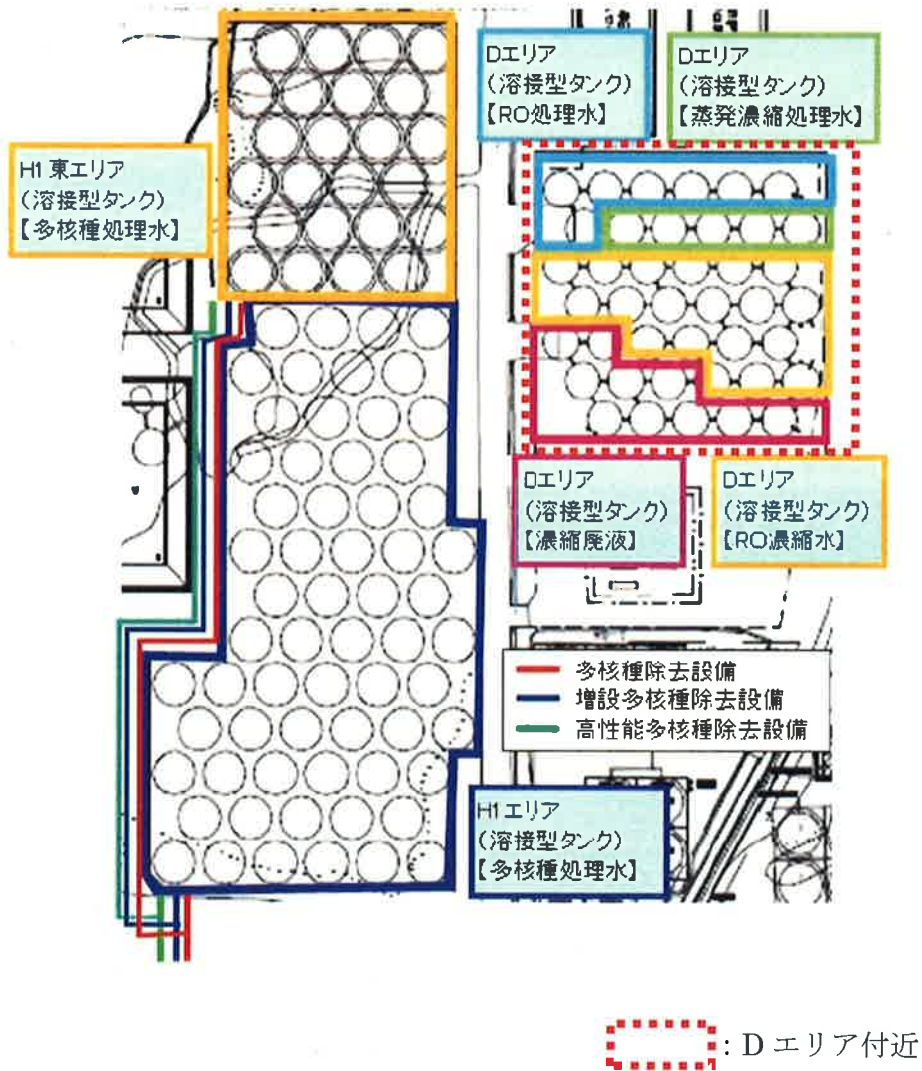 Dエリア
(溶接型タンク)
【RO処理水】
Dエリア
(溶接型タンク)
【蒸発濃縮処理水】
H1 東エリア
(溶接型タンク)
【多核種処理水】
Dエリア
(溶接型タンク)
【濃縮廃液】
Dエリア
(溶接型タンク)
【RO濃縮水】
多核種除去設備
増設多核種除去設備
高性能多核種除去設備
H1エリア
(溶接型タンク)
【多核種処理水】
: D エリア付近